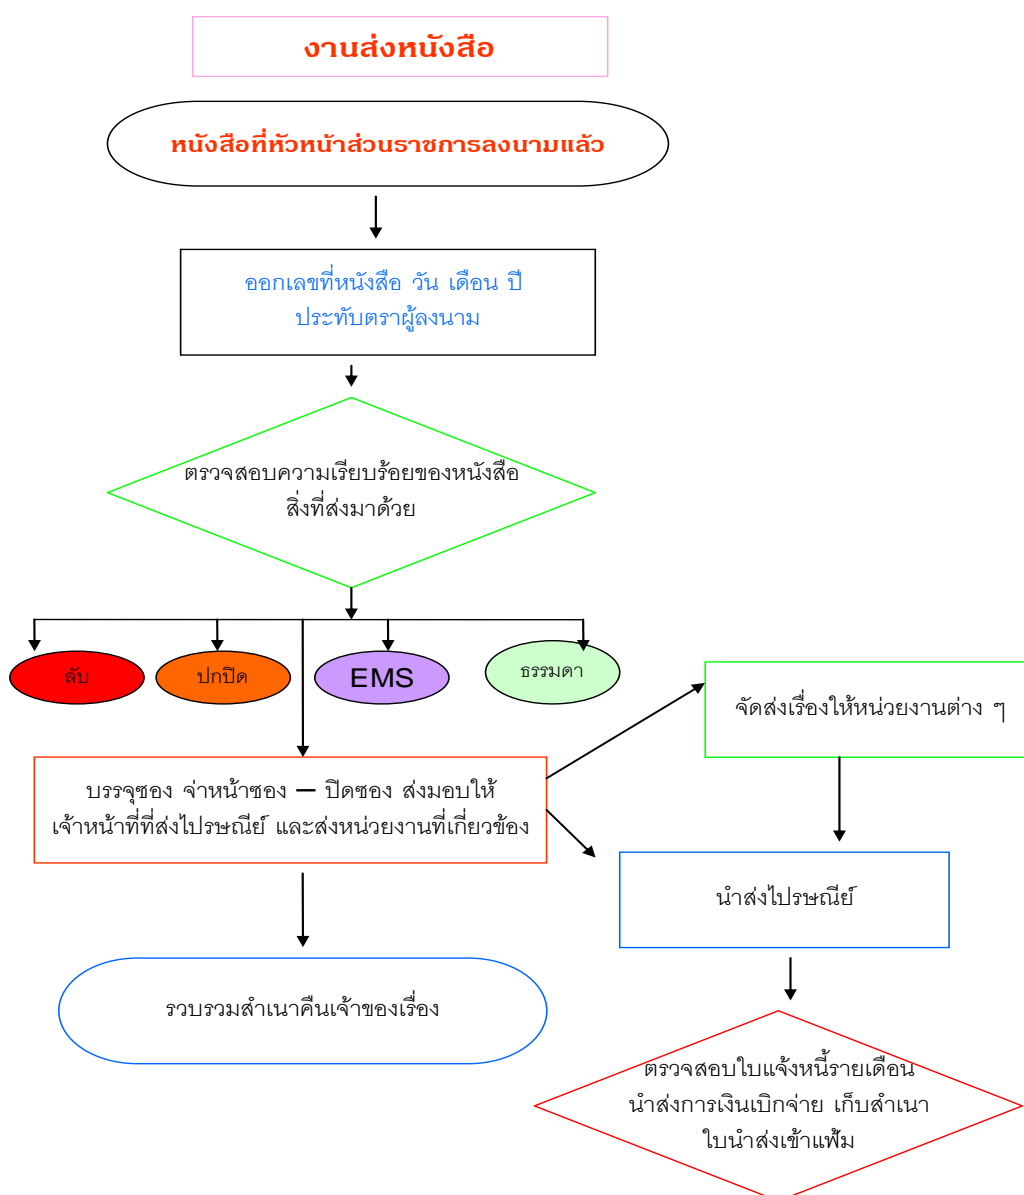 งานส่งหนังสือ
หนังสือที่หัวหน้าส่วนราชการลงนามแล้ว
ออกเลขที่หนังสือ วัน เดือน ปี
ประทับตราผู้ลงนาม
ตรวจสอบความเรียบร้อยของหนังสือ
สิ่งที่ส่งมาด้วย
ลับ
ปกปิด
EMS
ธรรมดา
จัดส่งเรื่องให้หน่วยงานต่าง ๆ
บรรจุซอง จ่าหน้าซอง – ปิดซอง ส่งมอบให้
เจ้าหน้าที่ที่ส่งไปรษณีย์ และส่งหน่วยงานที่เกี่ยวข้อง
นำส่งไปรษณีย์
รวบรวมสำเนาคืนเจ้าของเรื่อง
ตรวจสอบใบแจ้งหนี้รายเดือน
นำส่งการเงินเบิกจ่าย เก็บสำเนา
ใบนำส่งเข้าแฟ้ม